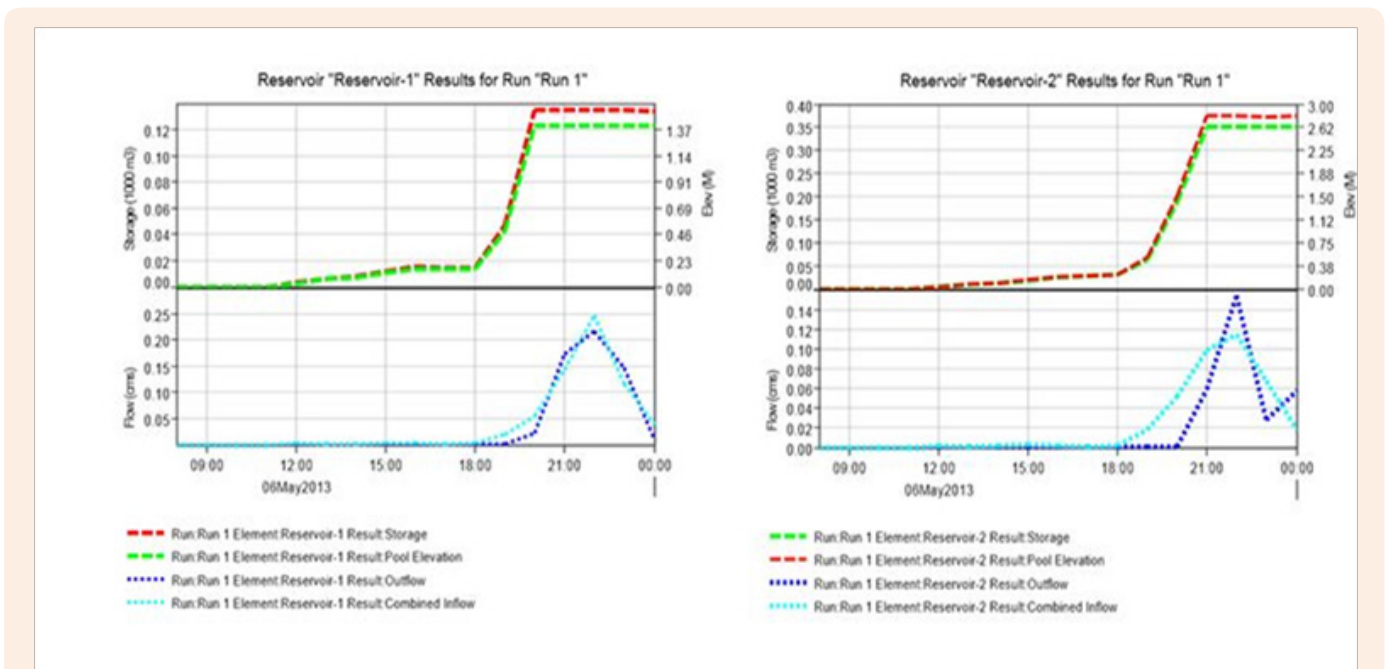 Reservoir "Reservoir-1" Results for Run "Run 1"
Storage (1000 m3)
0.12
0.10
0.08
0.06
0.04
0.02
0.00
1.37
1.14
0.91
0.69
0.46
0.23
0.00
Elev (M)
Flow (cms)
0.25
0.20
0.15
0.10
0.05
09:00 12:00 15:00 18:00 21:00 00:00
06May2013
Run:Run 1 Element:Reservoir-1 Result:Storage
Run:Run 1 Element:Reservoir-1 Result:Pool Elevation
Run:Run 1 Element:Reservoir-1 Result:Outflow
Run:Run 1 Element:Reservoir-1 Result:Combined Inflow
Reservoir "Reservoir-2" Results for Run "Run 1"
Storage (1000 m3)
0.40
0.35
0.30
0.25
0.20
0.15
0.10
0.05
0.00
3.00
2.62
2.25
1.88
1.50
1.12
0.75
0.38
0.00
Elev (M)
Flow (cms)
0.14
0.12
0.10
0.08
0.06
0.04
0.02
0.00
09:00 12:00 15:00 18:00 21:00 00:00
06May2013
Run:Run 1 Element:Reservoir-2 Result:Storage
Run:Run 1 Element:Reservoir-2 Result:Pool Elevation
Run:Run 1 Element:Reservoir-2 Result:Outflow
Run:Run 1 Element:Reservoir-2 Result:Combined Inflow